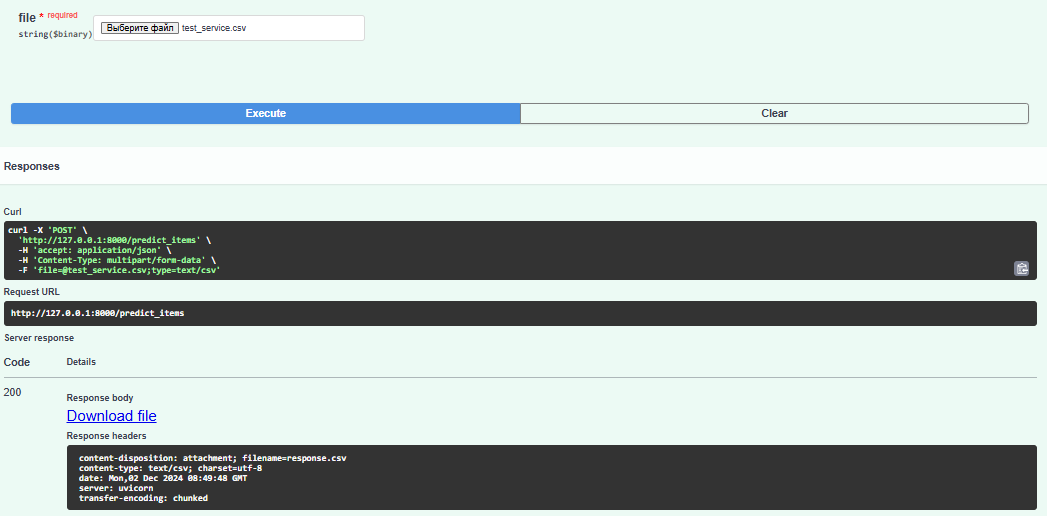 file * required
string($binary) Выберите файл test_service.csv
Execute Clear
Responses
Curl
curl -X 'POST' \
'http://127.0.0.1:8000/predict_items' \
-H 'accept: application/json' \
-H 'Content-Type: multipart/form-data' \
-F 'file=@test_service.csv;type=text/csv'
Request URL
http://127.0.0.1:8000/predict_items
Server response
Code Details
200
Response body
Download file
Response headers
content-disposition: attachment; filename=response.csv
content-type: text/csv; charset=utf-8
date: Mon,02 Dec 2024 08:49:48 GMT
server: uvicorn
transfer-encoding: chunked